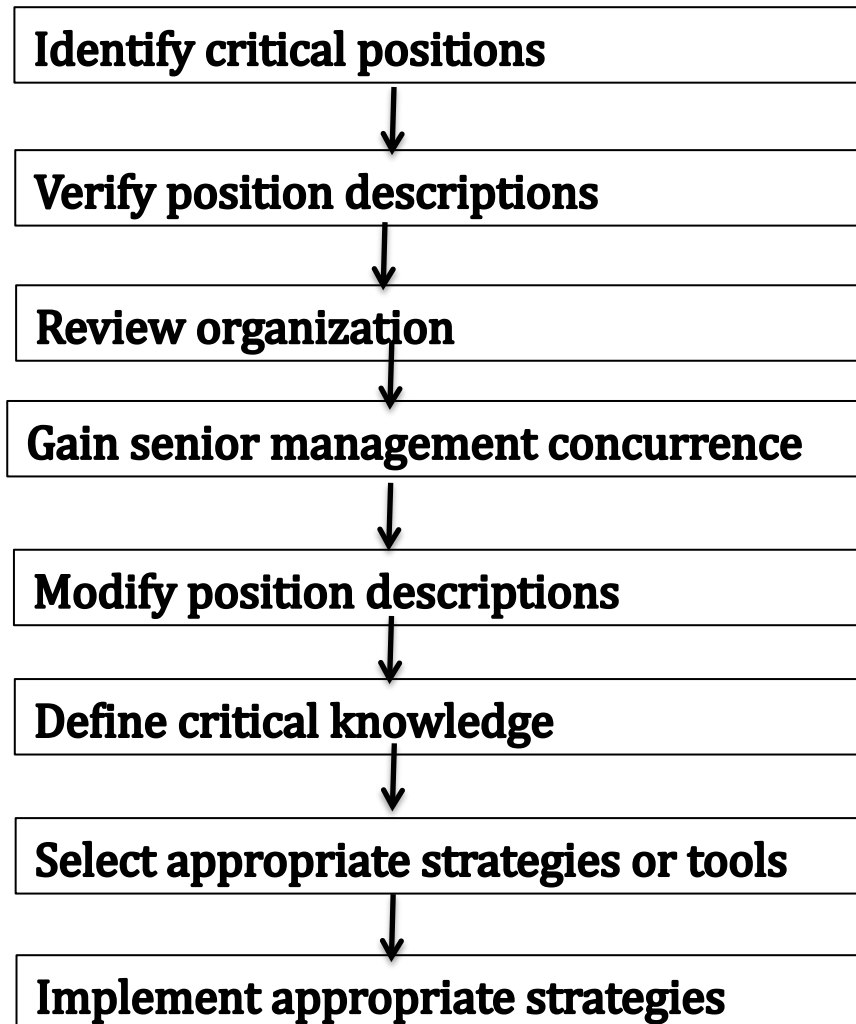 Identify critical positions
Verify position descriptions
Review organization
Gain senior management concurrence
Modify position descriptions
Define critical knowledge
Select appropriate strategies or tools
Implement appropriate strategies